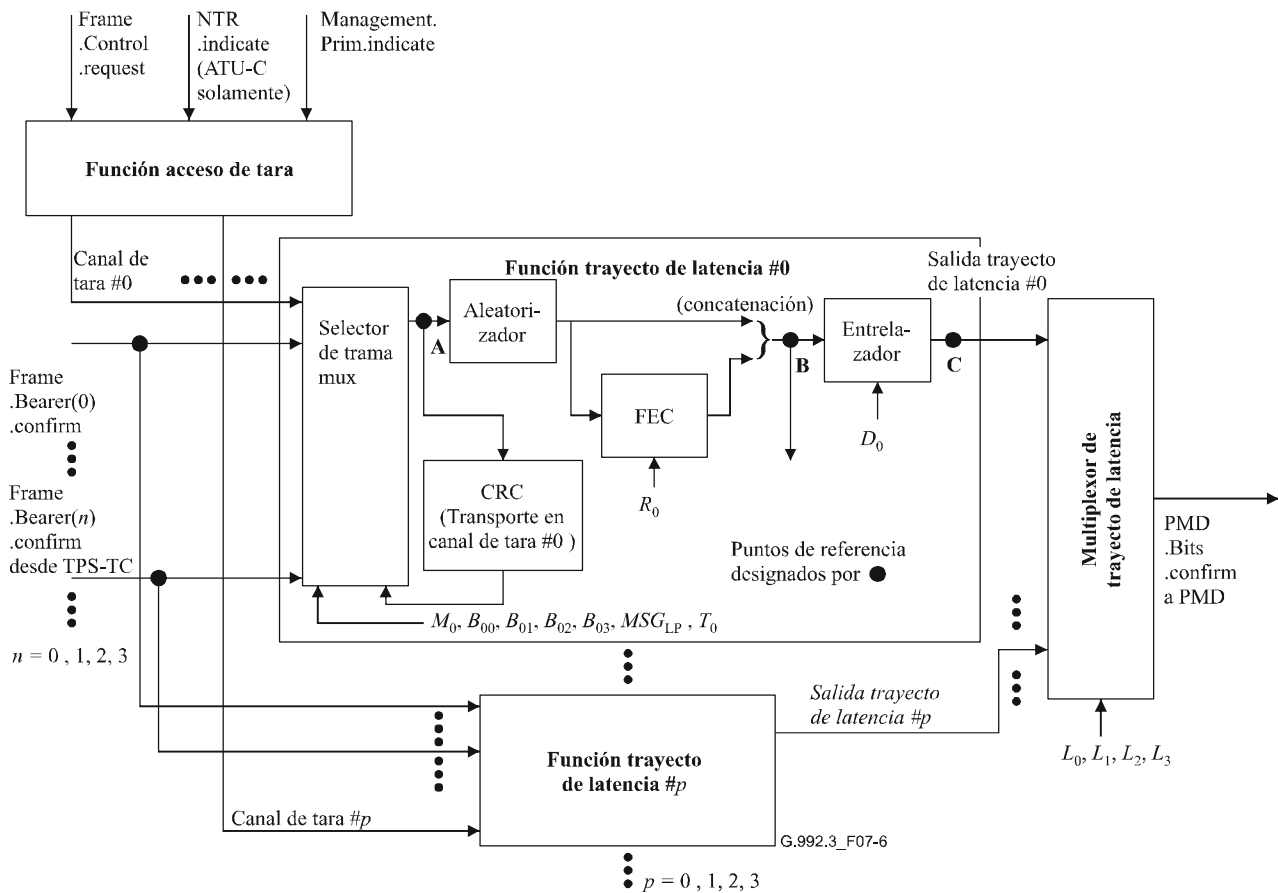 Frame
.Control
.request
NTR
.indicate
(ATU-C
solamente)
Management.
Prim.indicate
Función acceso de tara
Canal de
tara #0
Función trayecto de latencia #0
Salida trayecto
de latencia #0
Selector
de trama
mux
A
Aleatori-
zador
(concatenación)
B
Entrela-
zador
C
FEC
D₀
R₀
CRC
(Transporte en
canal de tara #0 )
Puntos de referencia
designados por
M₀, B₀₀, B₀₁, B₀₂, B₀₃, MSG_LP , T₀
Frame
.Bearer(0)
.confirm
Frame
.Bearer(n)
.confirm
desde TPS-TC
n = 0 , 1, 2, 3
Multiplexor de
trayecto de latencia
PMD
.Bits
.confirm
a PMD
Salida trayecto
de latencia #p
L₀, L₁, L₂, L₃
Función trayecto
de latencia #p
Canal de tara #p
G.992.3_F07-6
p = 0 , 1, 2, 3